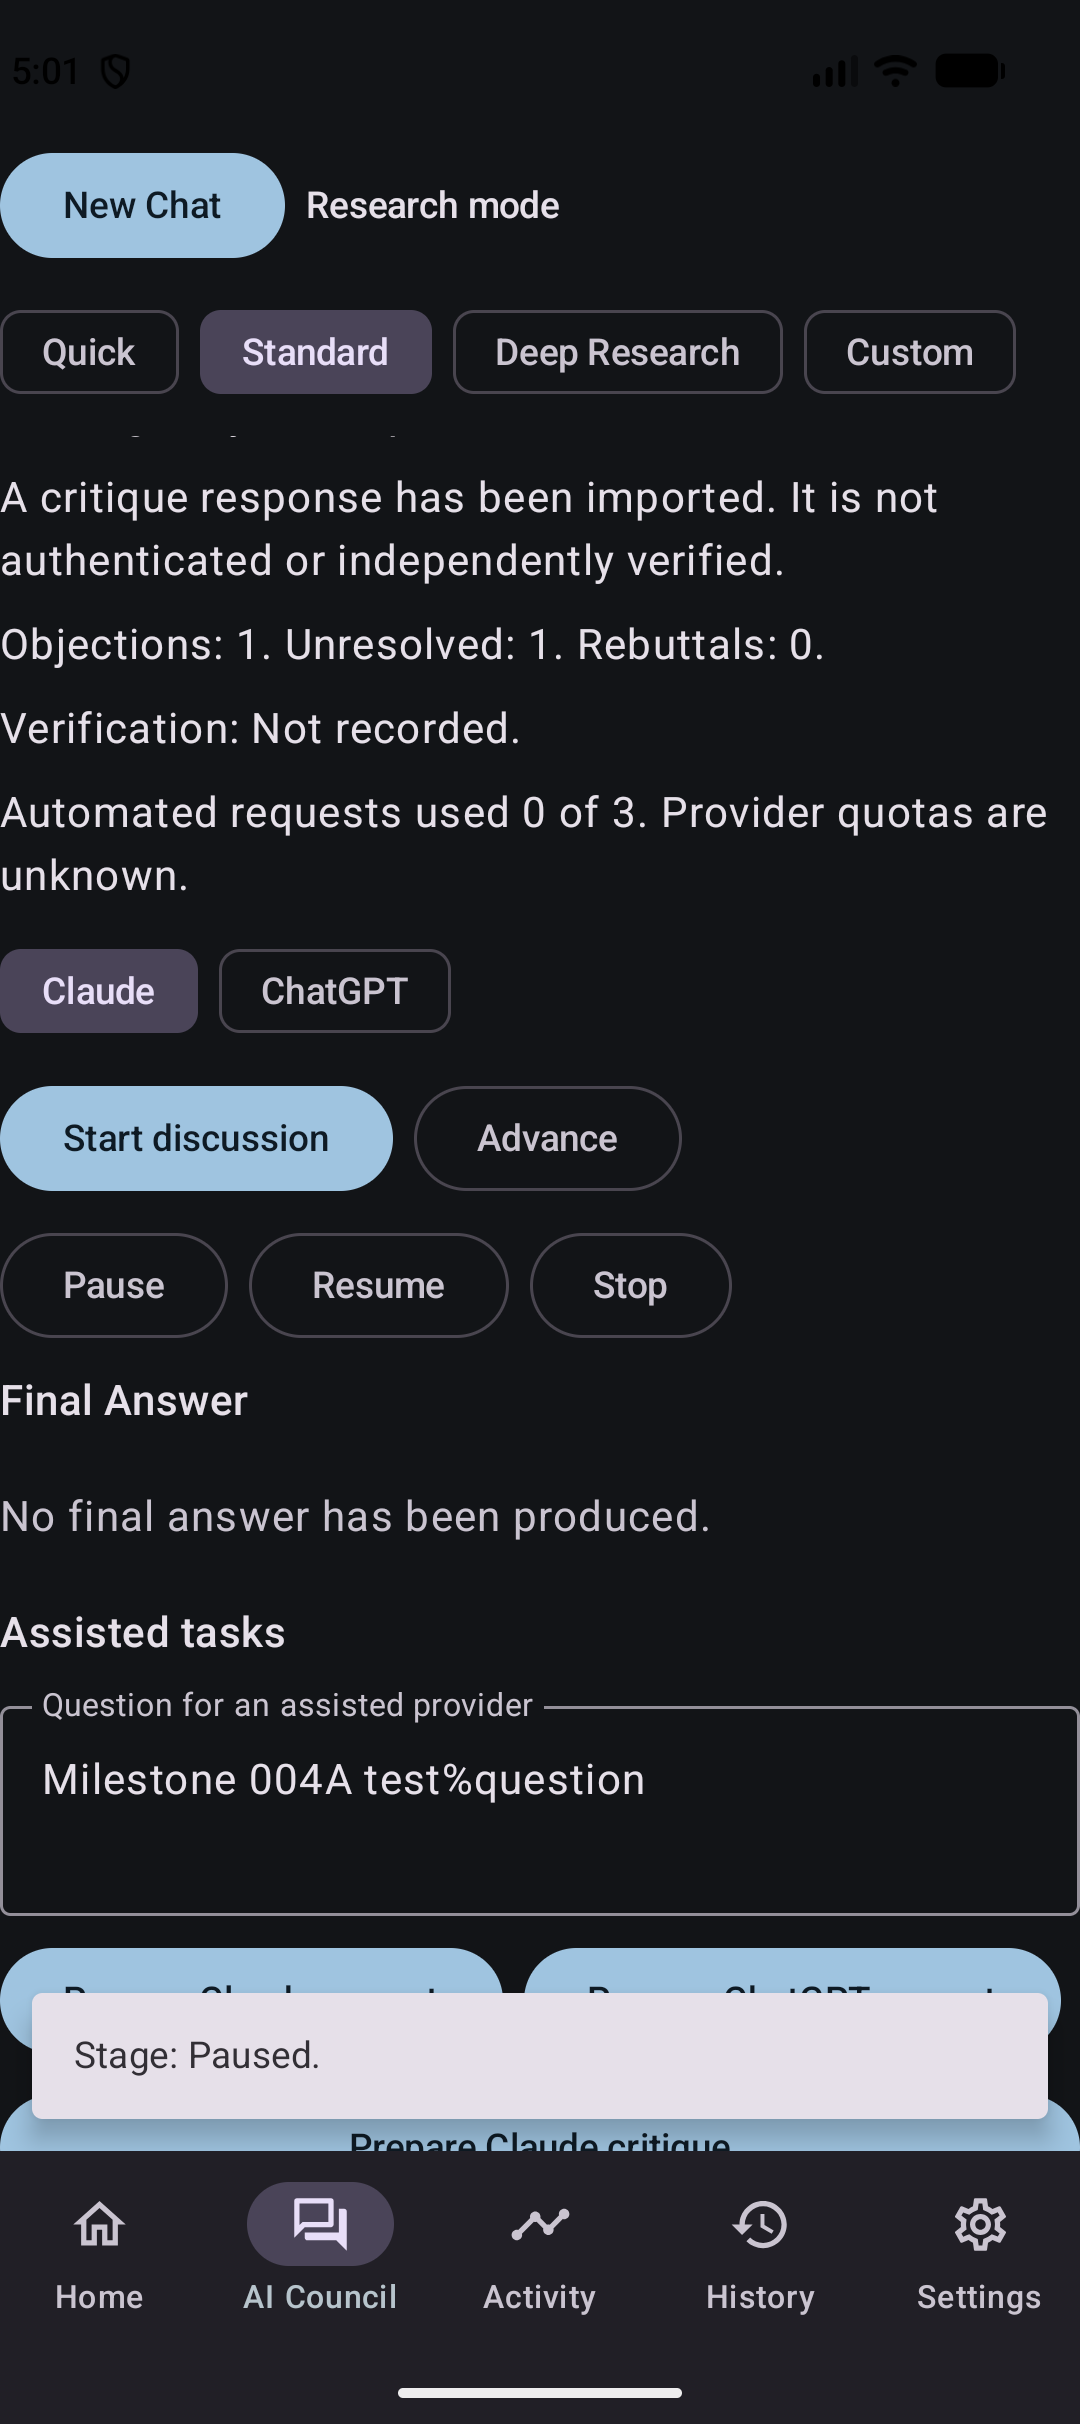 5:01
New Chat Research mode
Quick Standard Deep Research Custom
A critique response has been imported. It is not
authenticated or independently verified.
Objections: 1. Unresolved: 1. Rebuttals: 0.
Verification: Not recorded.
Automated requests used 0 of 3. Provider quotas are
unknown.
Claude ChatGPT
Start discussion Advance
Pause Resume Stop
Final Answer
No final answer has been produced.
Assisted tasks
Question for an assisted provider
Milestone 004A test%question
Stage: Paused.
Prepare Claude critique
Home AI Council Activity History Settings